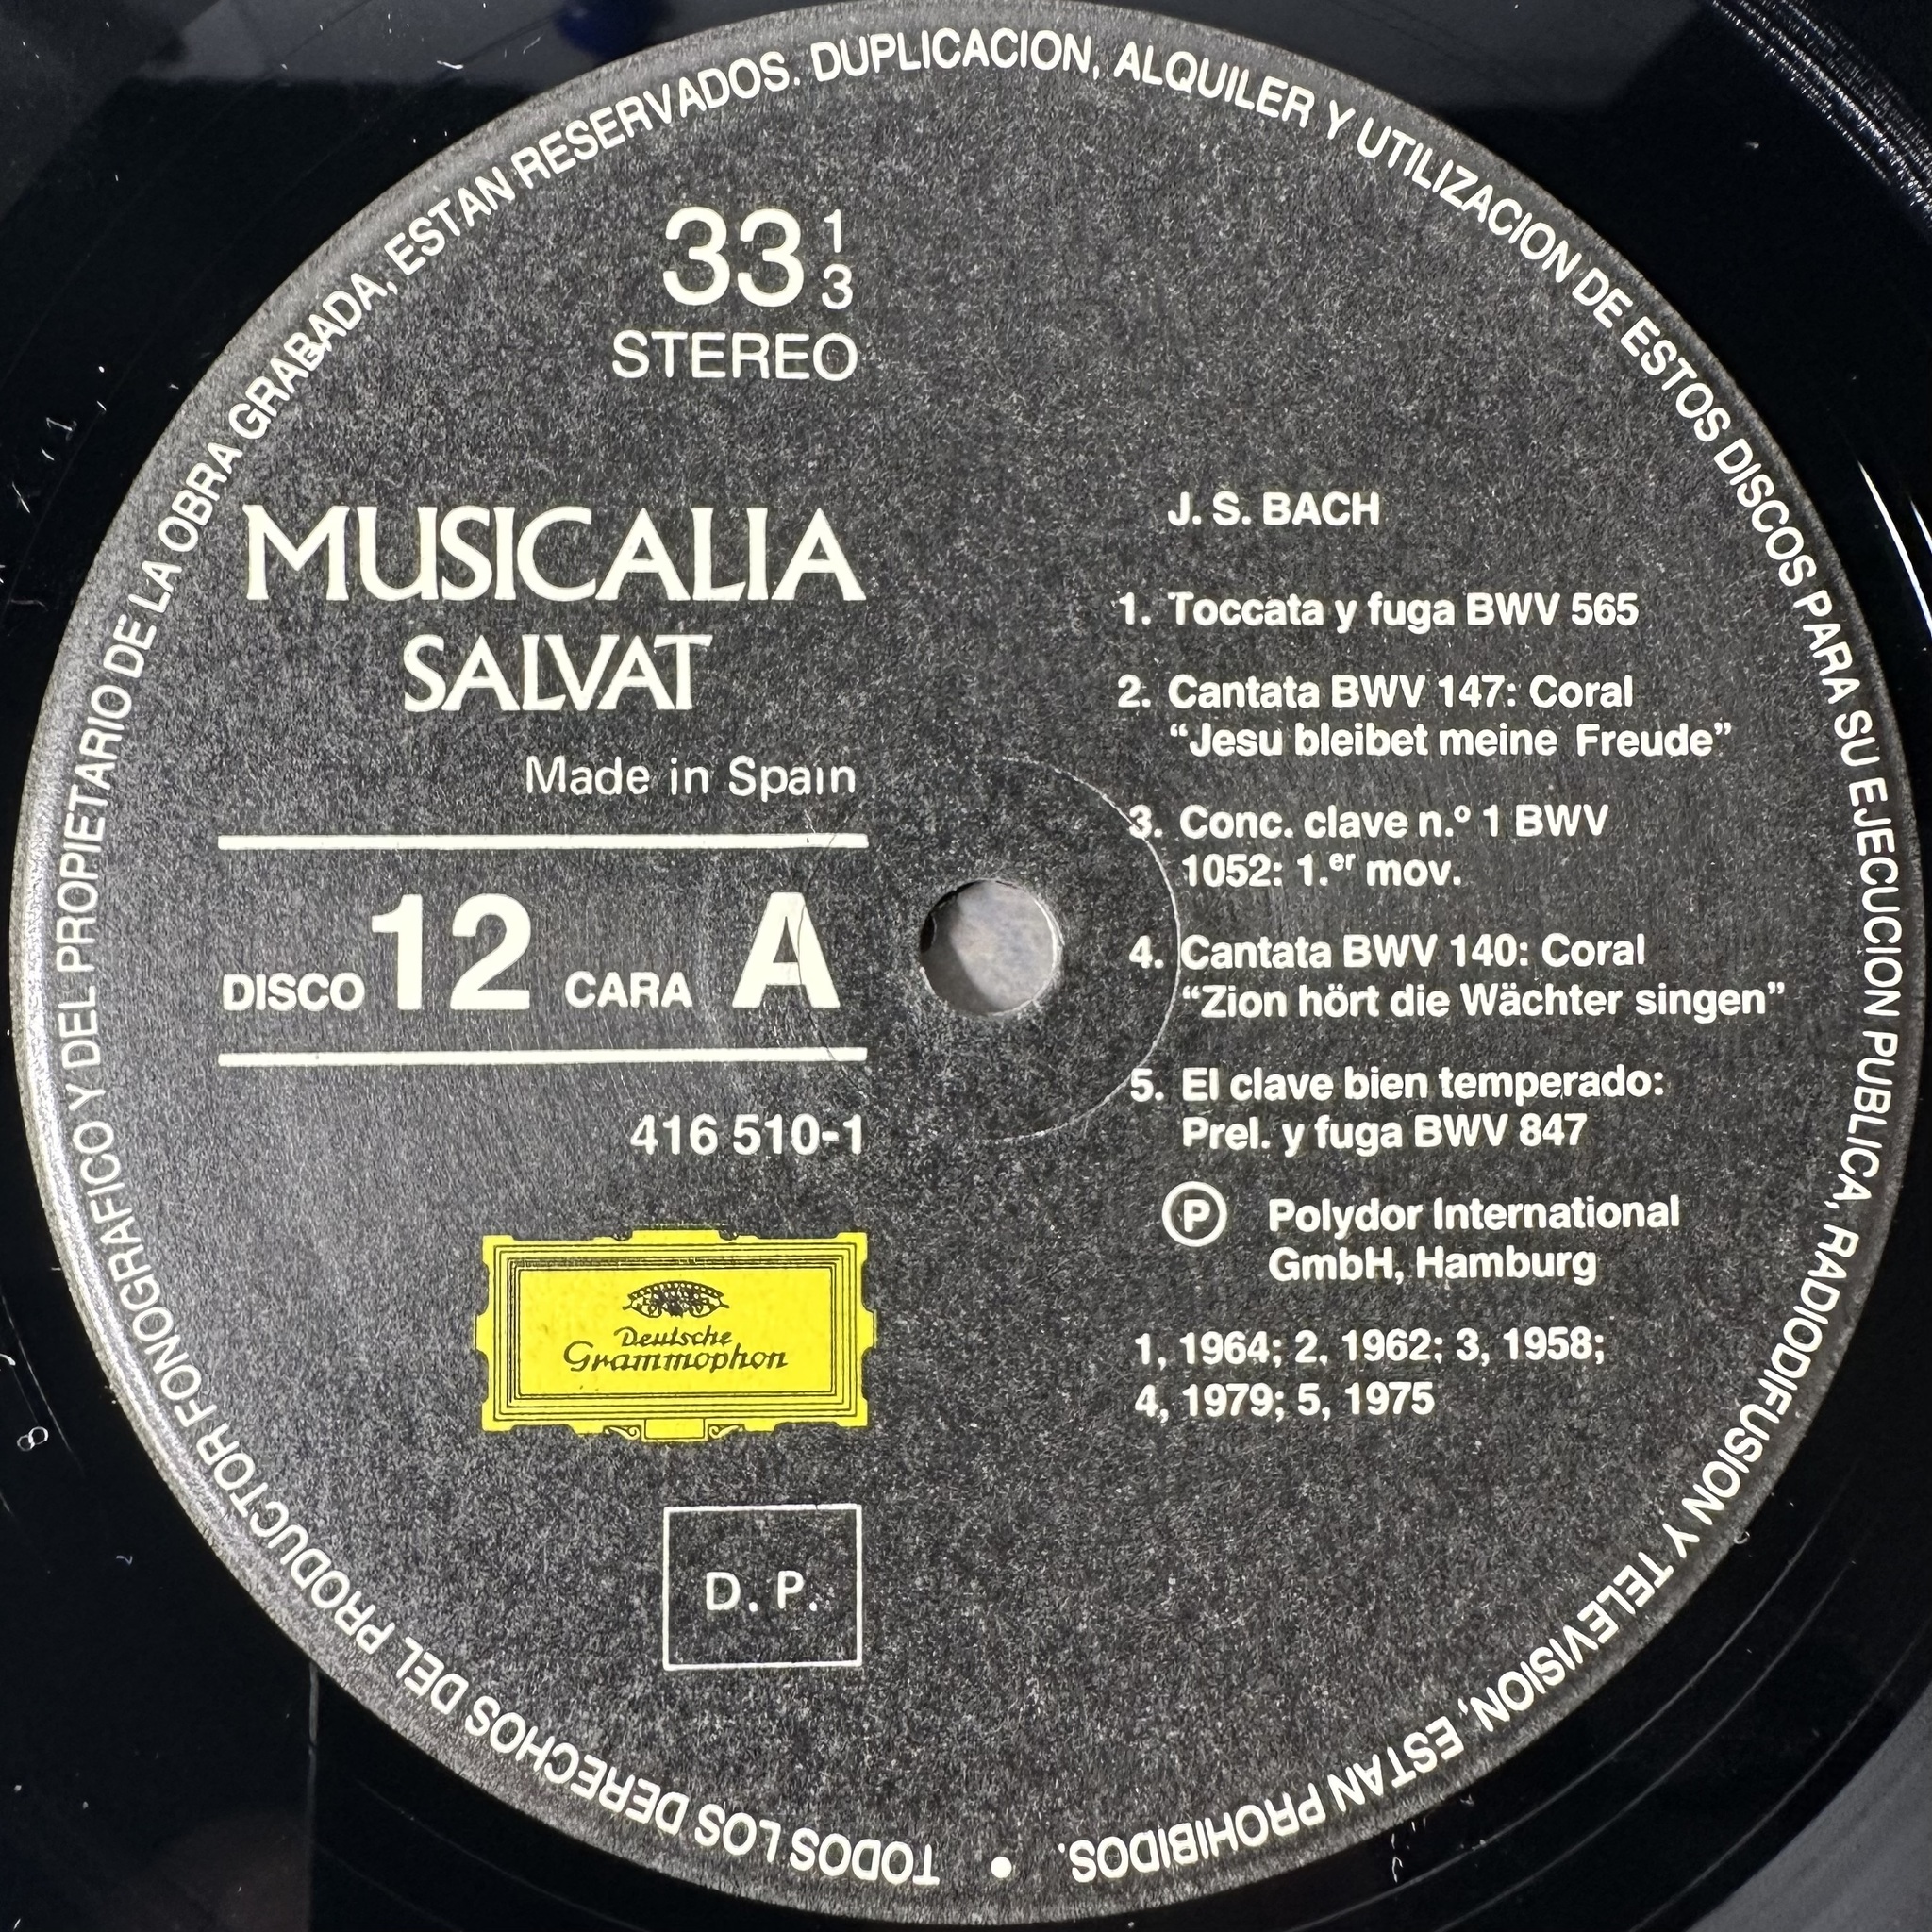 TODOS LOS DERECHOS DEL PRODUCTOR FONOGRAFICO Y DEL PROPIETARIO DE LA OBRA GRABADA, ESTAN RESERVADOS. DUPLICACION, ALQUILER Y UTILIZACION DE ESTOS DISCOS PARA SU EJECUCION PUBLICA, RADIODIFUSION Y TELEVISION, ESTAN PROHIBIDOS. •
33 1/3
STEREO
MUSICALIA
SALVAT
Made in Spain
DISCO 12 CARA A
416 510-1
Deutsche
Grammophon
D. P.
J. S. BACH
1. Toccata y fuga BWV 565
2. Cantata BWV 147: Coral
“Jesu bleibet meine Freude”
3. Conc. clave n.º 1 BWV
1052: 1.er mov.
4. Cantata BWV 140: Coral
“Zion hört die Wächter singen”
5. El clave bien temperado:
Prel. y fuga BWV 847
Ⓟ Polydor International
GmbH, Hamburg
1, 1964; 2, 1962; 3, 1958;
4, 1979; 5, 1975